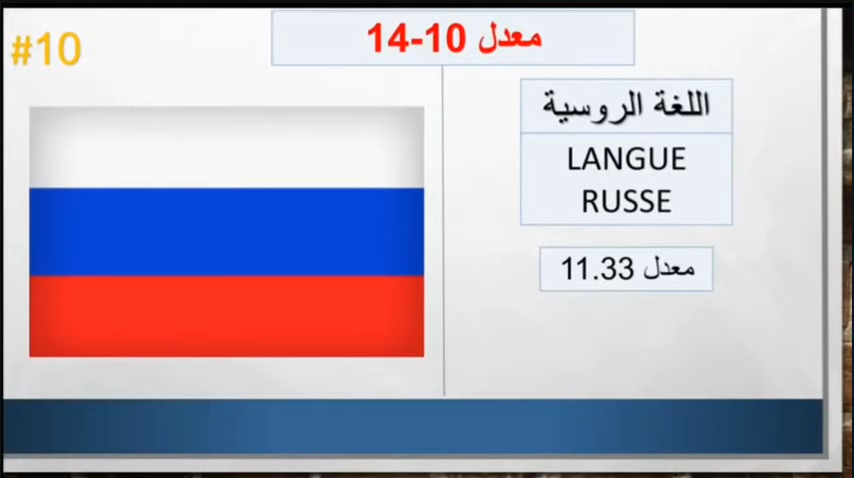 #10
معدل 10-14
اللغة الروسية
LANGUE
RUSSE
معدل 11.33